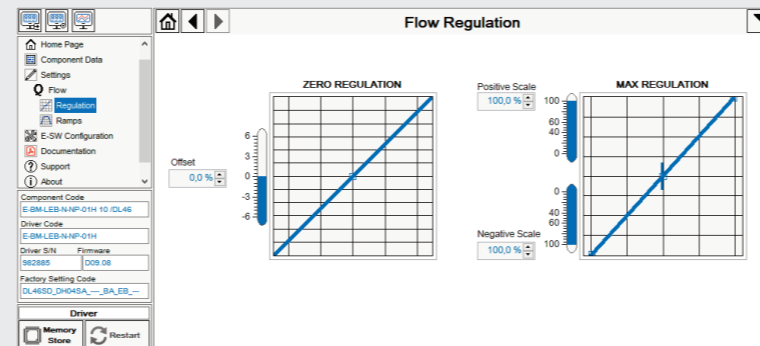 Flow Regulation
Home Page
Component Data
Settings
Q Flow
Regulation
Ramps
E-SW Configuration
Documentation
? Support
i About
Component Code
E-BM-LEB-N-NP-01H 10 /DL46
Driver Code
E-BM-LEB-N-NP-01H
Driver S/N Firmware
982885 D09.08
Factory Setting Code
DL46SD_DH04SA_---_BA_EB_---
Driver
Memory Store
Restart
ZERO REGULATION
Offset
0,0 %
6
3
0
-3
-6
Positive Scale
100,0 %
100
60
40
0
MAX REGULATION
0
40
60
100
Negative Scale
100,0 %